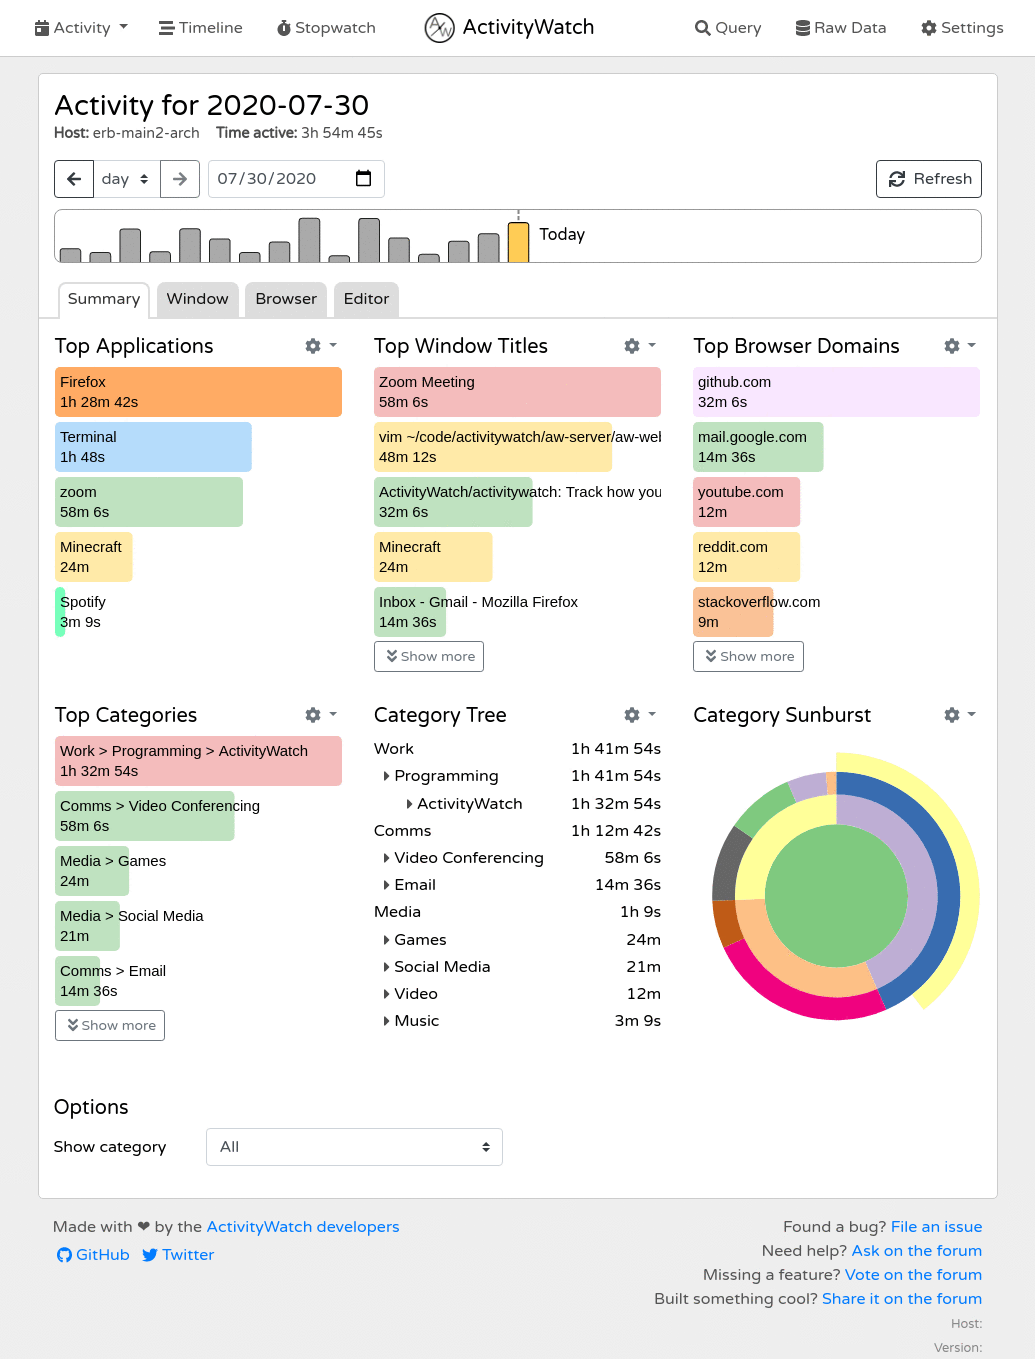 Activity Timeline Stopwatch ActivityWatch Query Raw Data Settings
Activity for 2020-07-30
Host: erb-main2-arch Time active: 3h 54m 45s
day 07/30/2020 Refresh
Today
Summary Window Browser Editor
Top Applications
Firefox
1h 28m 42s
Terminal
1h 48s
zoom
58m 6s
Minecraft
24m
Spotify
3m 9s
Top Window Titles
Zoom Meeting
58m 6s
vim ~/code/activitywatch/aw-server/aw-web
48m 12s
ActivityWatch/activitywatch: Track how you
32m 6s
Minecraft
24m
Inbox - Gmail - Mozilla Firefox
14m 36s
Show more
Top Browser Domains
github.com
32m 6s
mail.google.com
14m 36s
youtube.com
12m
reddit.com
12m
stackoverflow.com
9m
Show more
Top Categories
Work > Programming > ActivityWatch
1h 32m 54s
Comms > Video Conferencing
58m 6s
Media > Games
24m
Media > Social Media
21m
Comms > Email
14m 36s
Show more
Category Tree
Work 1h 41m 54s
Programming 1h 41m 54s
ActivityWatch 1h 32m 54s
Comms 1h 12m 42s
Video Conferencing 58m 6s
Email 14m 36s
Media 1h 9s
Games 24m
Social Media 21m
Video 12m
Music 3m 9s
Category Sunburst
Options
Show category All
Made with ❤ by the ActivityWatch developers
GitHub Twitter
Found a bug? File an issue
Need help? Ask on the forum
Missing a feature? Vote on the forum
Built something cool? Share it on the forum
Host:
Version: